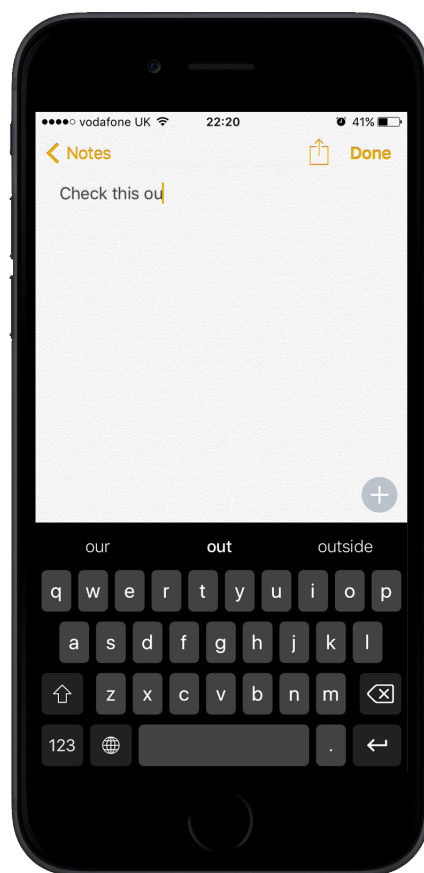 vodafone UK 22:20 41%
Notes Done
Check this ou
our out outside
q w e r t y u i o p
a s d f g h j k l
z x c v b n m
123 .